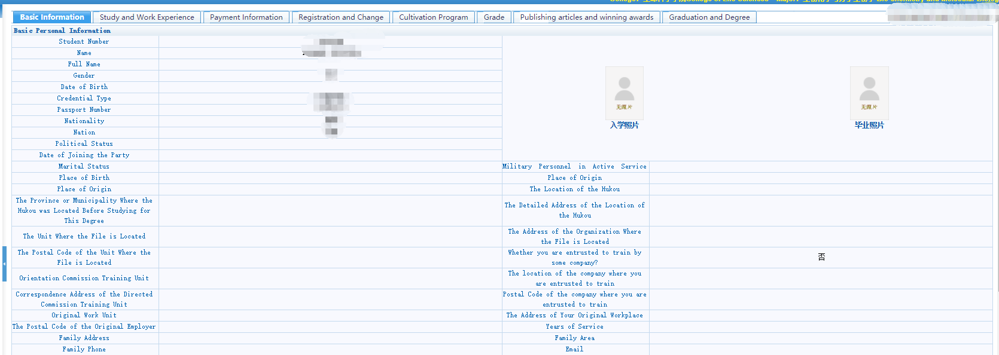 Basic Information Study and Work Experience Payment Information Registration and Change Cultivation Program Grade Publishing articles and winning awards Graduation and Degree
Basic Personal Information
Student Number
Name
Full Name
Gender
Date of Birth
Credential Type
Passport Number
Nationality
Nation
Political Status
Date of Joining the Party
无照片
入学照片
无照片
毕业照片
Marital Status Military Personnel in Active Service
Place of Birth Place of Origin
Place of Origin The Location of the Hukou
The Province or Municipality Where the
Hukou was Located Before Studying for
This Degree
The Detailed Address of the Location of
the Hukou
The Unit Where the File is Located
The Address of the Organization Where
the File is Located
The Postal Code of the Unit Where the
File is Located
Whether you are entrusted to train by
some company?
否
Orientation Commission Training Unit
The location of the company where you
are entrusted to train
Correspondence Address of the Directed
Commission Training Unit
Postal Code of the company where you are
entrusted to train
Original Work Unit The Address of Your Original Workplace
The Postal Code of the Original Employer Years of Service
Family Address Family Area
Family Phone Email